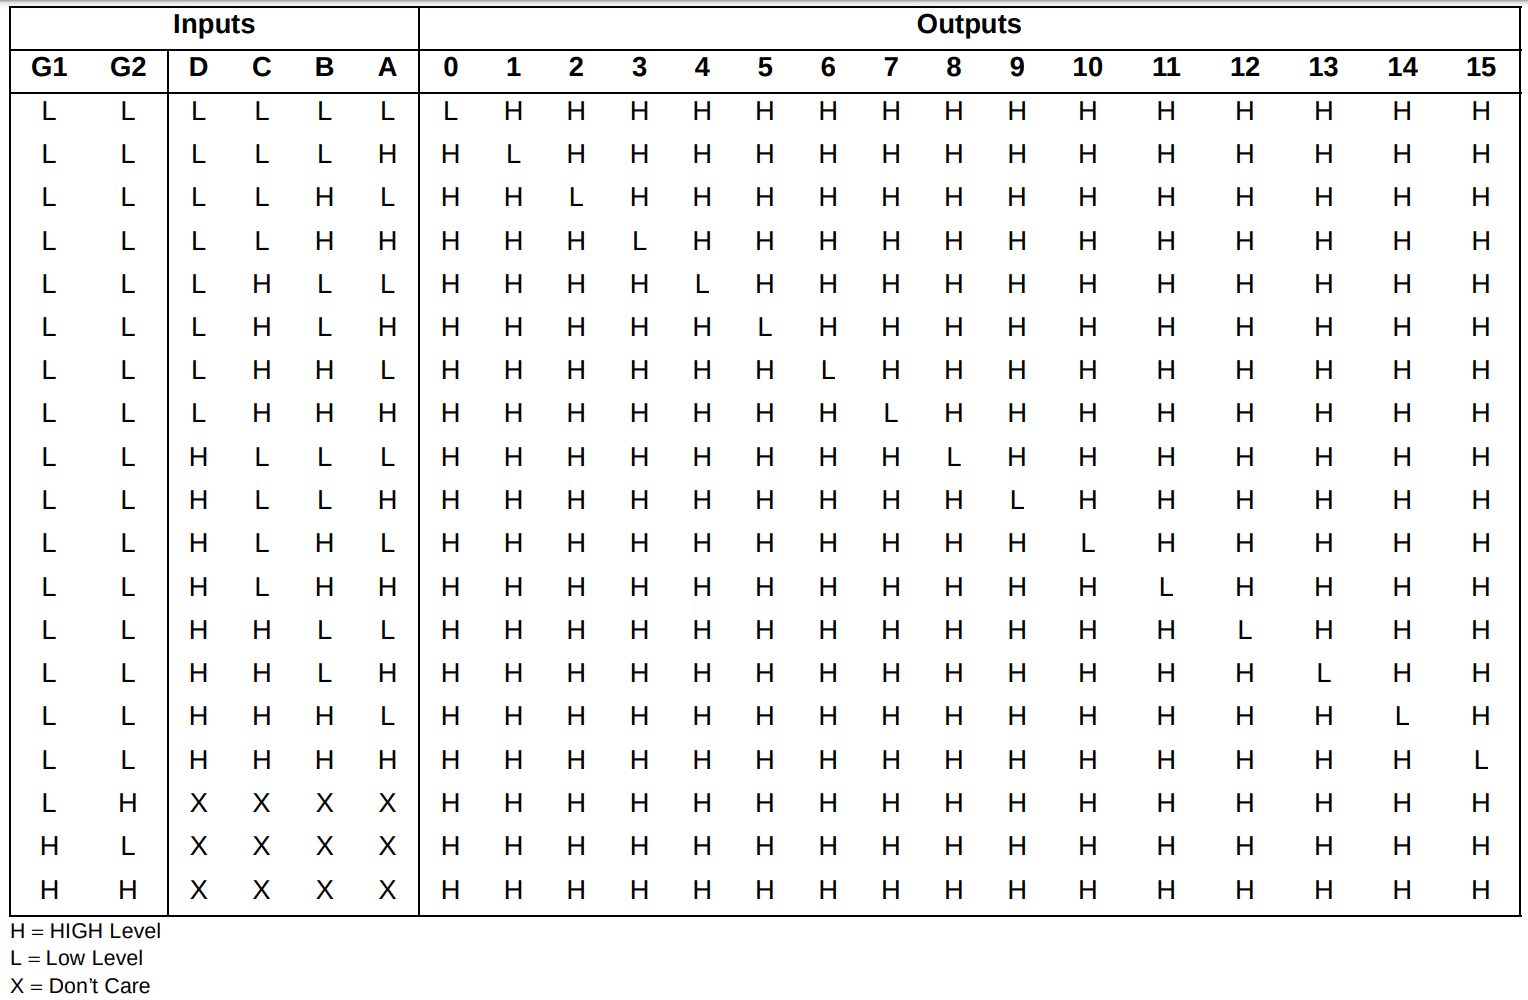 Inputs Outputs
G1 G2 D C B A 0 1 2 3 4 5 6 7 8 9 10 11 12 13 14 15
L L L L L L L H H H H H H H H H H H H H H H
L L L L L H H L H H H H H H H H H H H H H H
L L L L H L H H L H H H H H H H H H H H H H
L L L L H H H H H L H H H H H H H H H H H H
L L L H L L H H H H L H H H H H H H H H H H
L L L H L H H H H H H L H H H H H H H H H H
L L L H H L H H H H H H L H H H H H H H H H
L L L H H H H H H H H H H L H H H H H H H H
L L H L L L H H H H H H H H L H H H H H H H
L L H L L H H H H H H H H H H L H H H H H H
L L H L H L H H H H H H H H H H L H H H H H
L L H L H H H H H H H H H H H H H L H H H H
L L H H L L H H H H H H H H H H H H L H H H
L L H H L H H H H H H H H H H H H H H L H H
L L H H H L H H H H H H H H H H H H H H L H
L L H H H H H H H H H H H H H H H H H H H L
L H X X X X H H H H H H H H H H H H H H H H
H L X X X X H H H H H H H H H H H H H H H H
H H X X X X H H H H H H H H H H H H H H H H
H = HIGH Level
L = Low Level
X = Don’t Care